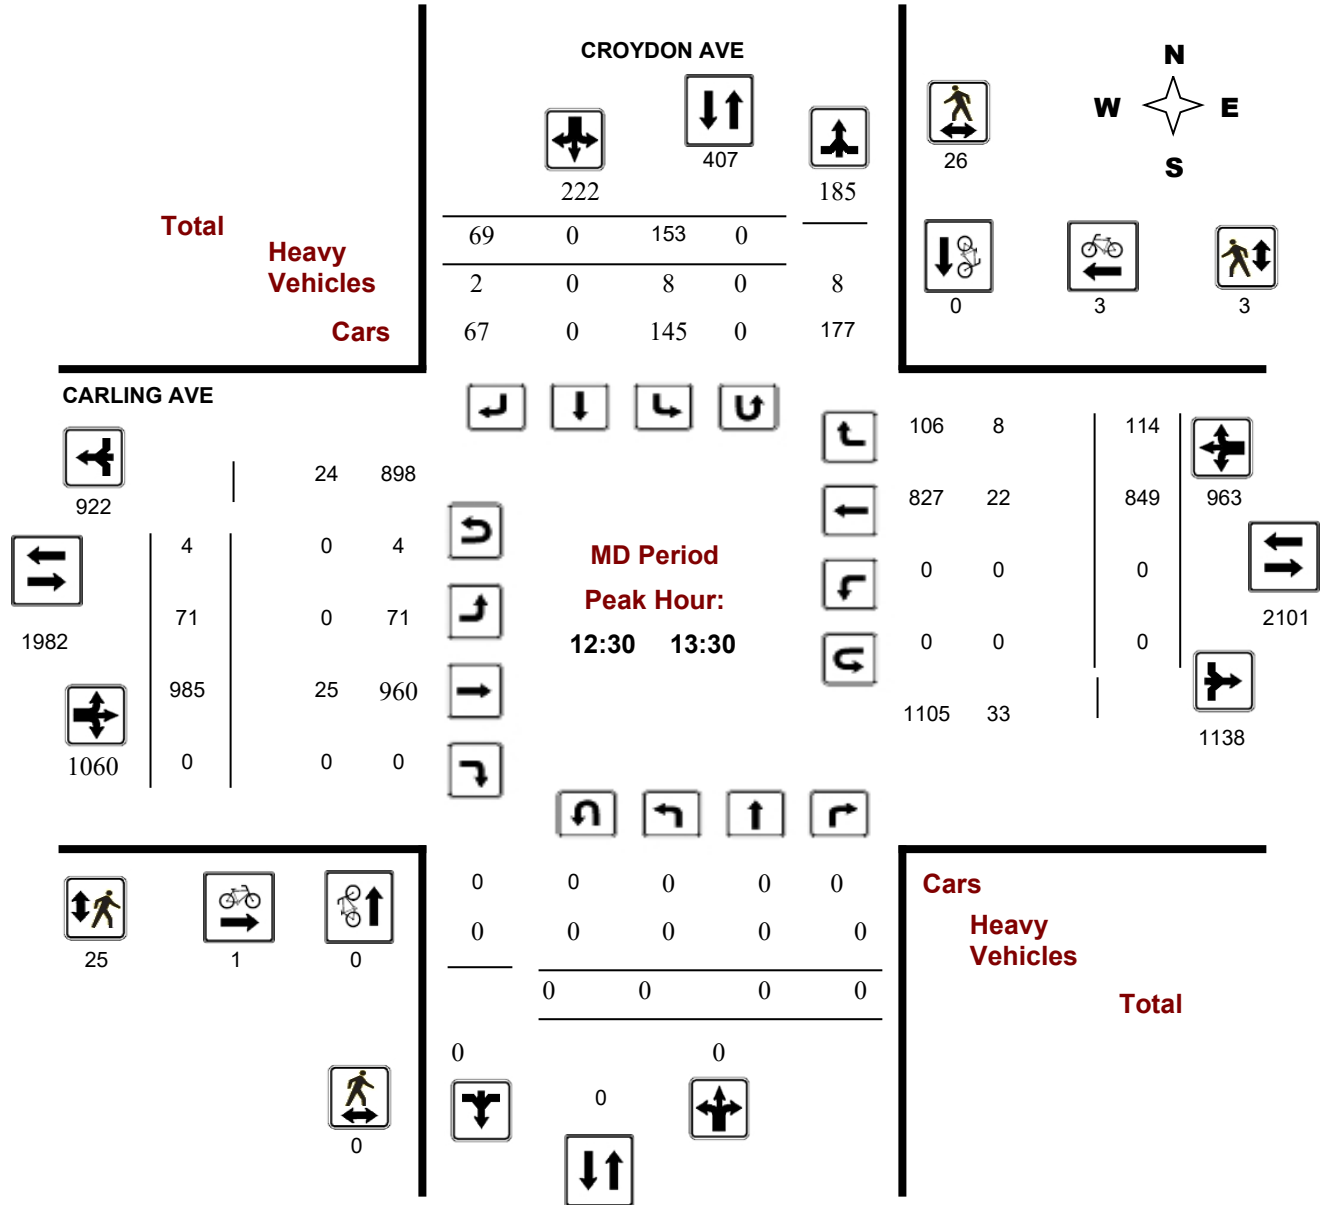 CROYDON AVE
N
W E
S
407
26
222 185
Total
69 0 153 0
Heavy
Vehicles
2 0 8 0 8
0 3 3
Cars
67 0 145 0 177
CARLING AVE
106 8 114
24 898
922
827 22 849 963
4 0 4
MD Period
0 0 0
Peak Hour:
71 0 71
2101
1982
12:30 13:30
0 0 0
985 25 960
1105 33
1138
1060 0 0 0
0 0 0 0 0
Cars
0 0 0 0 0
Heavy
Vehicles
25 1 0
0 0 0 0
Total
0 0
0
0